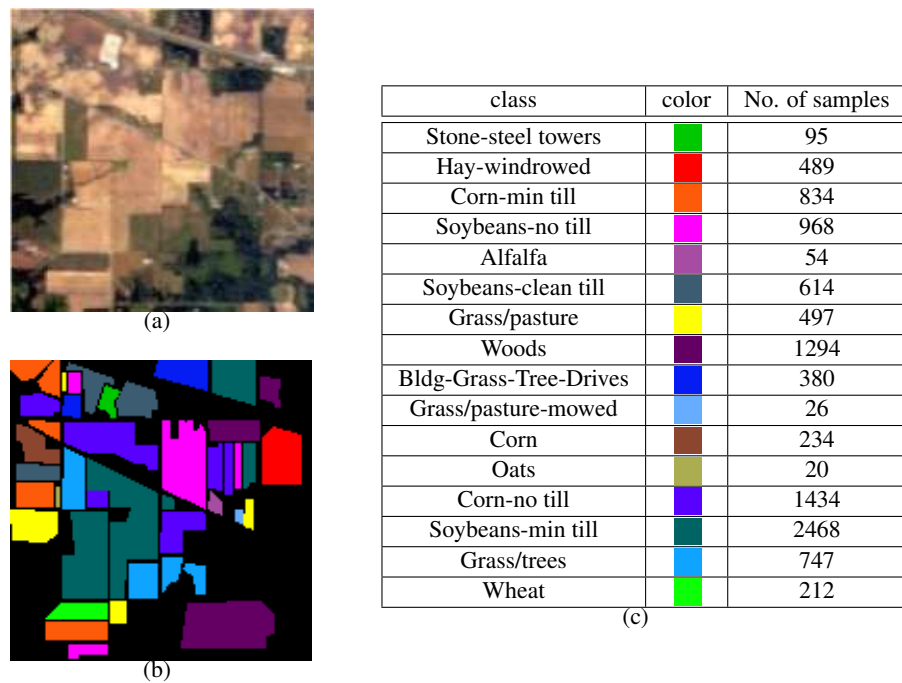 (a)
(b)
class color No. of samples
Stone-steel towers 95
Hay-windrowed 489
Corn-min till 834
Soybeans-no till 968
Alfalfa 54
Soybeans-clean till 614
Grass/pasture 497
Woods 1294
Bldg-Grass-Tree-Drives 380
Grass/pasture-mowed 26
Corn 234
Oats 20
Corn-no till 1434
Soybeans-min till 2468
Grass/trees 747
Wheat 212
(c)